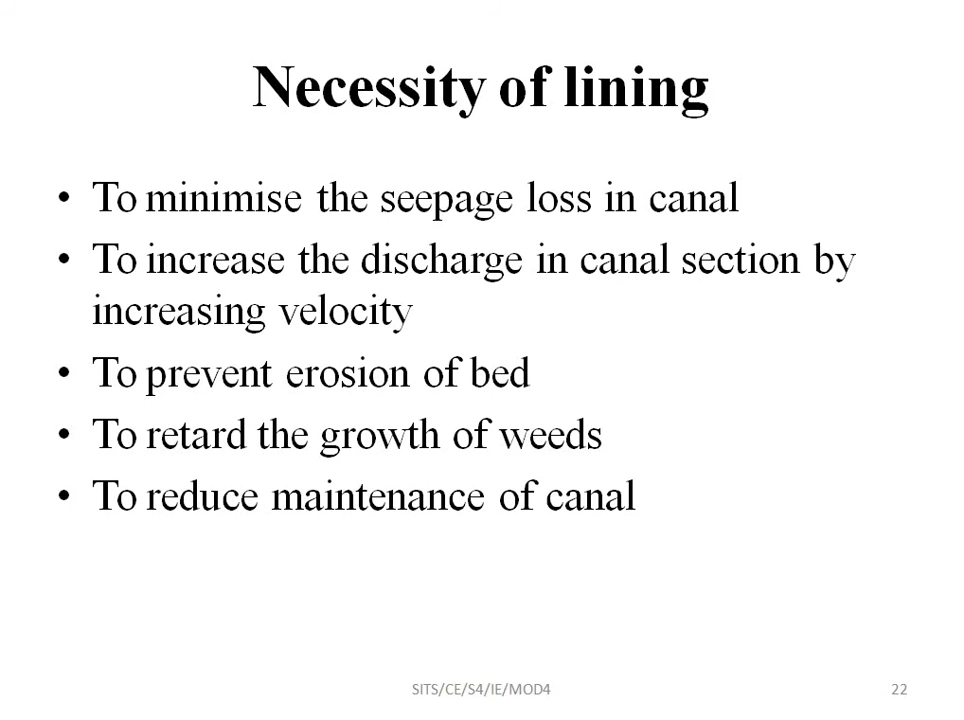 Necessity of lining
• To minimise the seepage loss in canal
• To increase the discharge in canal section by
increasing velocity
• To prevent erosion of bed
• To retard the growth of weeds
• To reduce maintenance of canal
SITS/CE/S4/IE/MOD4
22